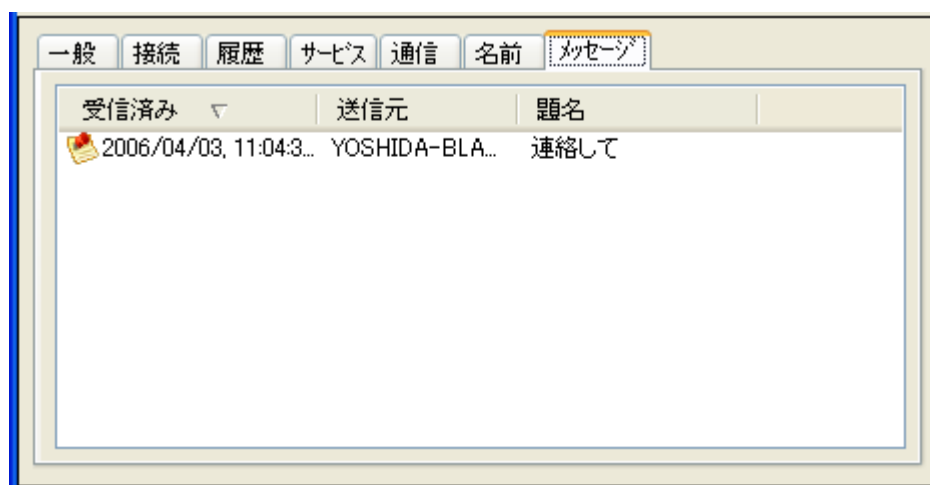 一般 接続 履歴 ｻｰﾋﾞｽ 通信 名前 ﾒｯｾｰｼﾞ
受信済み 送信元 題名
2006/04/03, 11:04:3... YOSHIDA-BLA... 連絡して